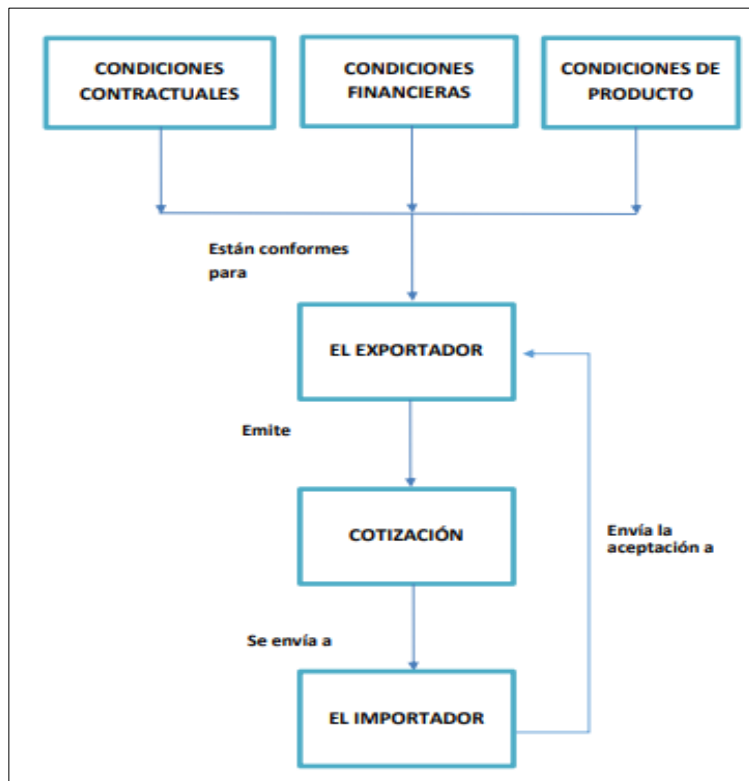 CONDICIONES
CONTRACTUALES
CONDICIONES
FINANCIERAS
CONDICIONES DE
PRODUCTO
Están conformes
para
EL EXPORTADOR
Emite
COTIZACIÓN
Envía la
aceptación a
Se envía a
EL IMPORTADOR